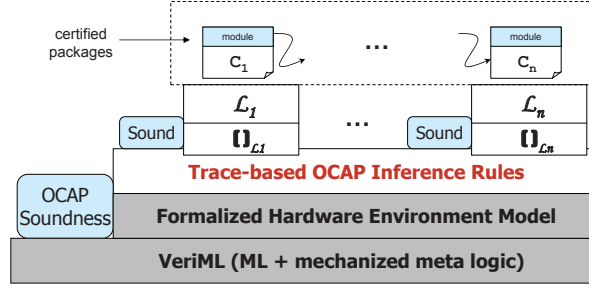 certified
packages
module
C1
...
module
Cn
L1
Ln
Sound
[]L1
...
Sound
[]Ln
Trace-based OCAP Inference Rules
OCAP
Soundness
Formalized Hardware Environment Model
VeriML (ML + mechanized meta logic)